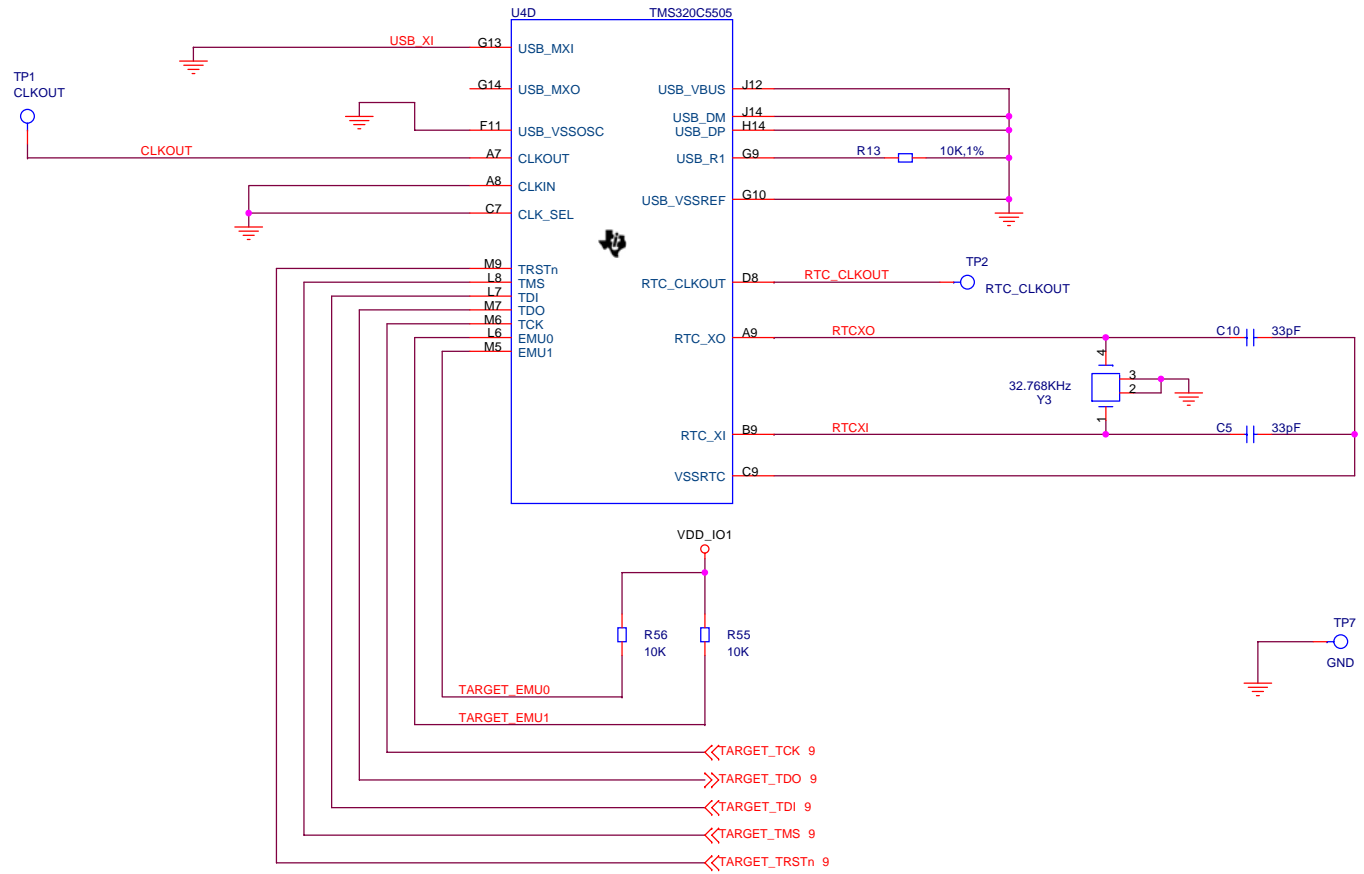 U4D TMS320C5505
USB_XI G13 USB_MXI
TP1
CLKOUT
G14 USB_MXO
F11 USB_VSSOSC
CLKOUT A7 CLKOUT
A8 CLKIN
C7 CLK_SEL
M9 TRSTn
L8 TMS
L7 TDI
M7 TDO
M6 TCK
L6 EMU0
M5 EMU1
USB_VBUS J12
USB_DM J14
USB_DP H14
USB_R1 G9 R13 10K,1%
USB_VSSREF G10
RTC_CLKOUT D8 RTC_CLKOUT
TP2
RTC_CLKOUT
RTC_XO A9 RTCXO C10 33pF
4
3
2
1
32.768KHz
Y3
RTC_XI B9 RTCXI C5 33pF
VSSRTC C9
VDD_IO1
R56
10K
R55
10K
TP7
GND
TARGET_EMU0
TARGET_EMU1
TARGET_TCK 9
TARGET_TDO 9
TARGET_TDI 9
TARGET_TMS 9
TARGET_TRSTn 9